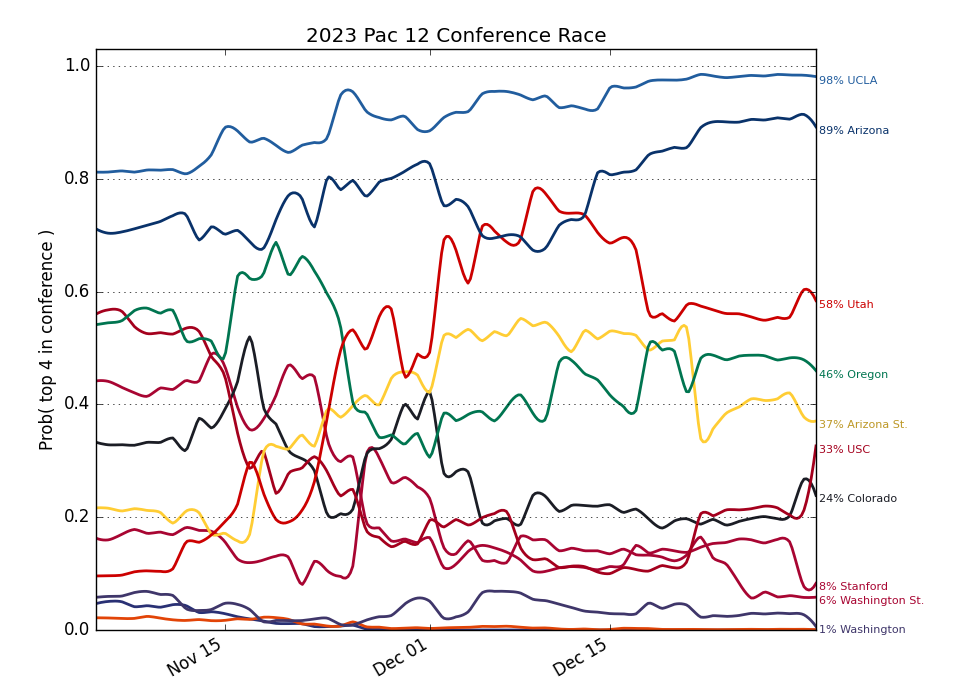 2023 Pac 12 Conference Race
1.0
0.8
0.6
0.4
0.2
0.0
Prob( top 4 in conference )
98% UCLA
89% Arizona
58% Utah
46% Oregon
37% Arizona St.
33% USC
24% Colorado
8% Stanford
6% Washington St.
1% Washington
Nov 15
Dec 01
Dec 15